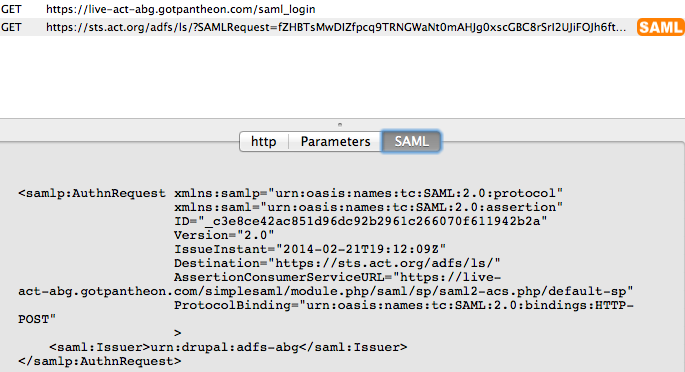 GET https://live-act-abg.gotpantheon.com/saml_login
GET https://sts.act.org/adfs/ls/?SAMLRequest=fZHBTsMwDIZfpcq9TRNGWaNt0mAHJg0xscGBC8rSrI2UJiFOJh6ft... SAML
http Parameters SAML
<samlp:AuthnRequest xmlns:samlp="urn:oasis:names:tc:SAML:2.0:protocol"
xmlns:saml="urn:oasis:names:tc:SAML:2.0:assertion"
ID="_c3e8ce42ac851d96dc92b2961c266070f611942b2a"
Version="2.0"
IssueInstant="2014-02-21T19:12:09Z"
Destination="https://sts.act.org/adfs/ls/"
AssertionConsumerServiceURL="https://live-
act-abg.gotpantheon.com/simplesaml/module.php/saml/sp/saml2-acs.php/default-sp"
ProtocolBinding="urn:oasis:names:tc:SAML:2.0:bindings:HTTP-
POST"
>
<saml:Issuer>urn:drupal:adfs-abg</saml:Issuer>
</samlp:AuthnRequest>